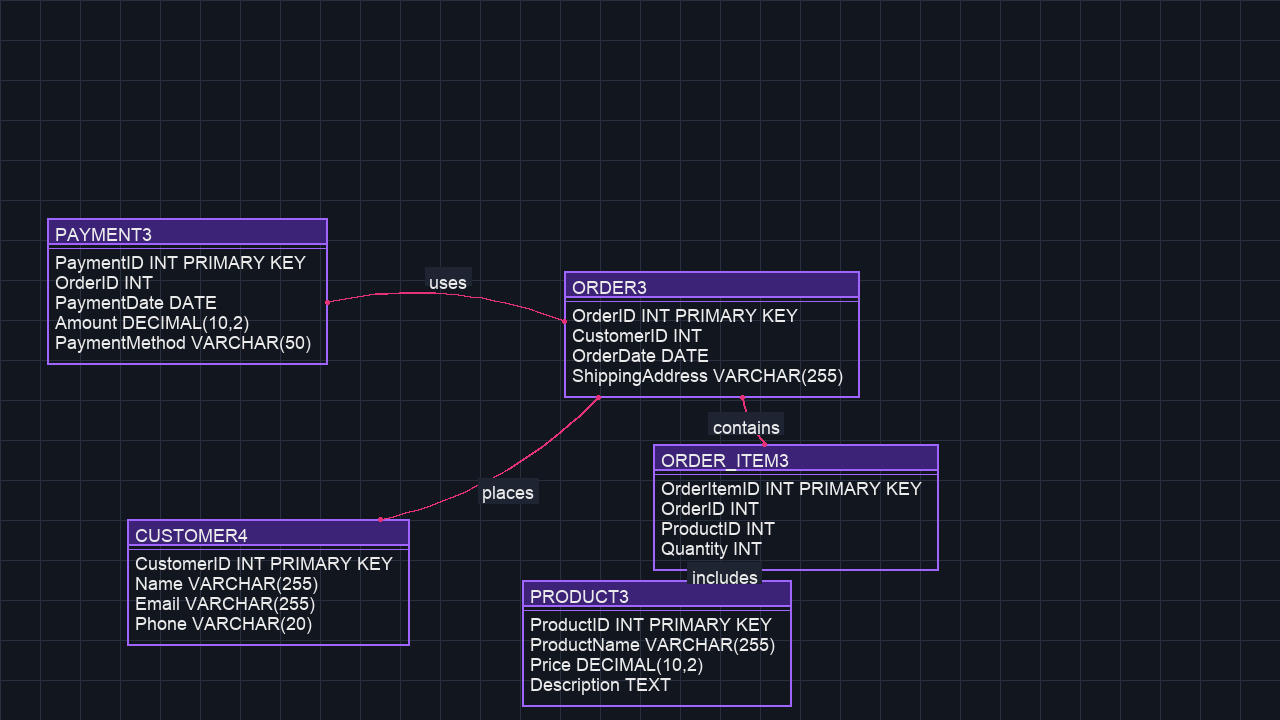 PAYMENT3
PaymentID INT PRIMARY KEY
OrderID INT
PaymentDate DATE
Amount DECIMAL(10,2)
PaymentMethod VARCHAR(50)
uses
ORDER3
OrderID INT PRIMARY KEY
CustomerID INT
OrderDate DATE
ShippingAddress VARCHAR(255)
contains
ORDER_ITEM3
OrderItemID INT PRIMARY KEY
OrderID INT
ProductID INT
Quantity INT
places
CUSTOMER4
CustomerID INT PRIMARY KEY
Name VARCHAR(255)
Email VARCHAR(255)
Phone VARCHAR(20)
includes
PRODUCT3
ProductID INT PRIMARY KEY
ProductName VARCHAR(255)
Price DECIMAL(10,2)
Description TEXT